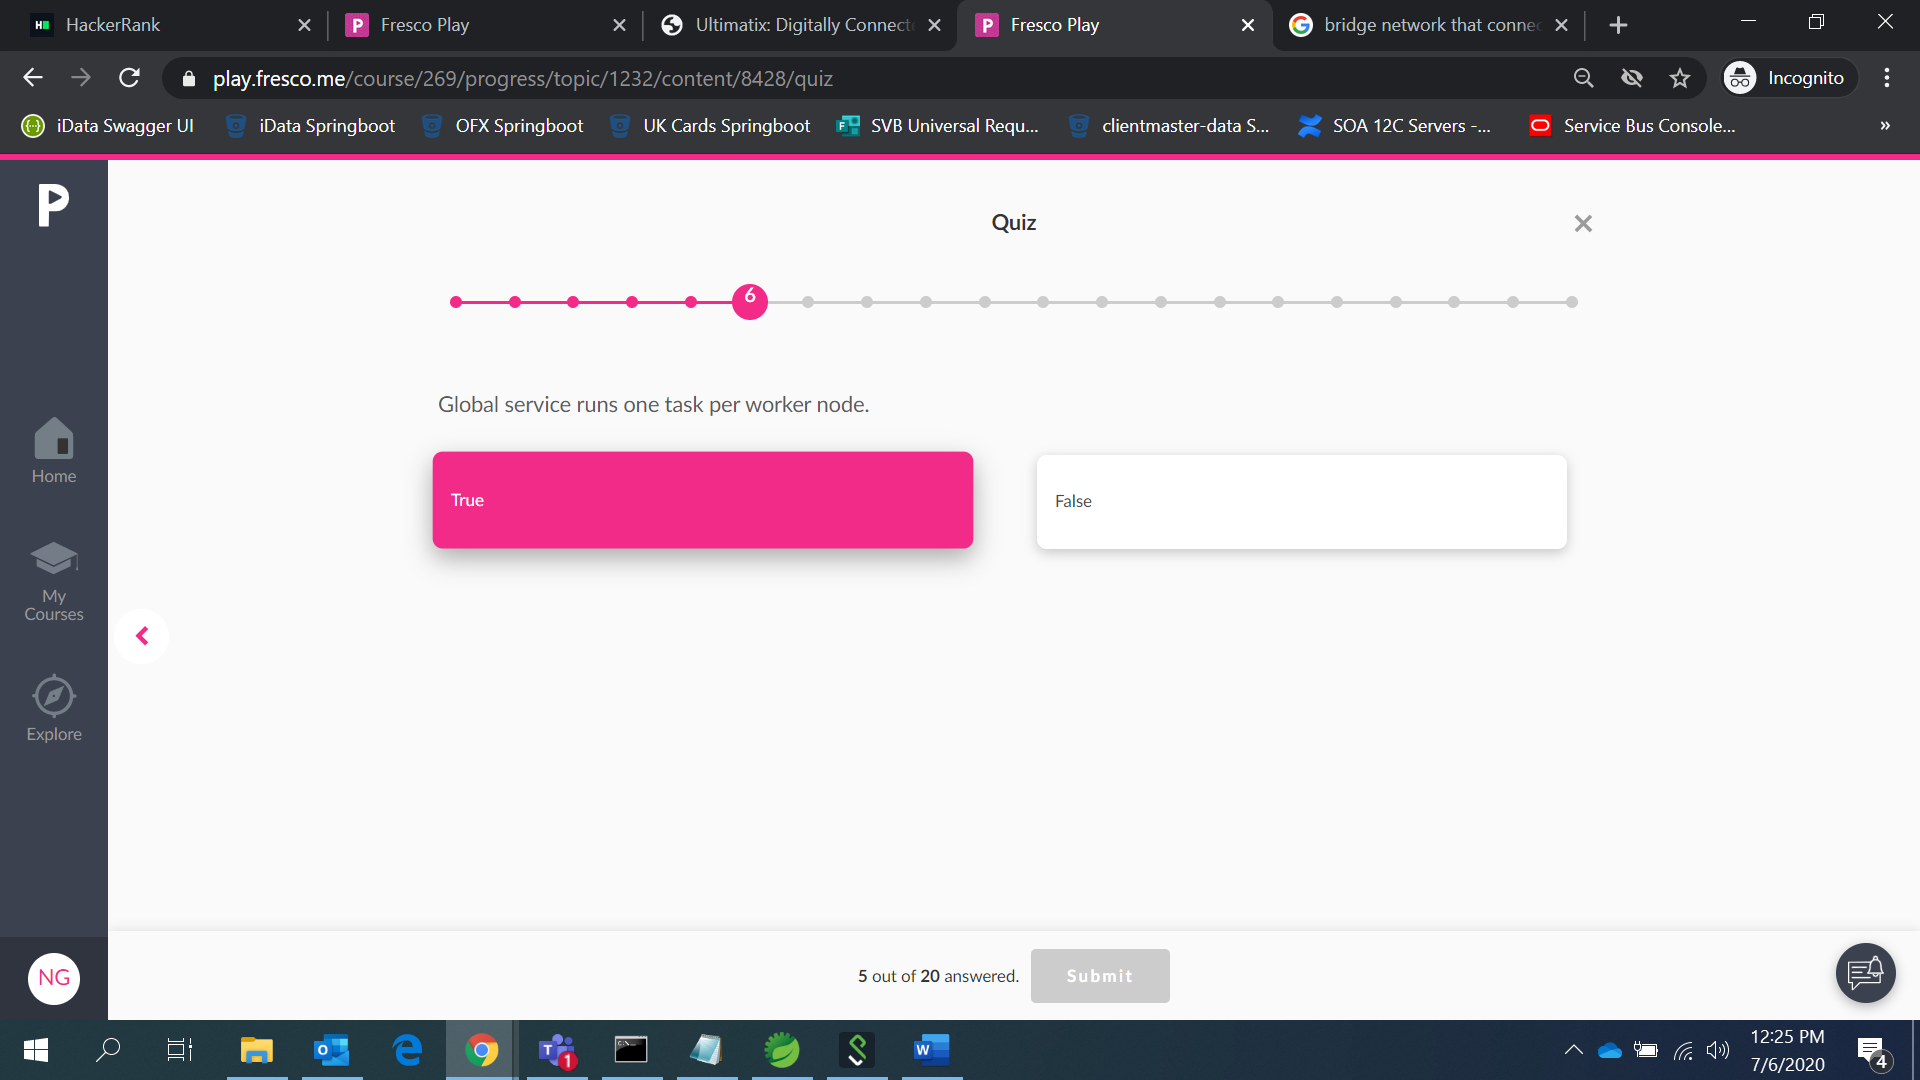 HackerRank
Fresco Play
Ultimatix: Digitally Connect
Fresco Play
bridge network that connec
play.fresco.me/course/269/progress/topic/1232/content/8428/quiz
Incognito
iData Swagger UI
iData Springboot
OFX Springboot
UK Cards Springboot
SVB Universal Requ...
clientmaster-data S...
SOA 12C Servers -...
Service Bus Console...
»
Quiz
6
Global service runs one task per worker node.
True
False
Home
My
Courses
Explore
NG
5 out of 20 answered.
Submit
12:25 PM
7/6/2020
1
4